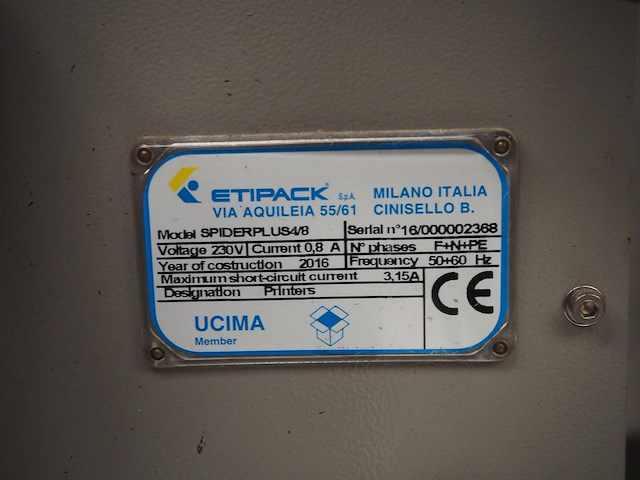 ETIPACK S.p.A. MILANO ITALIA
VIA AQUILEIA 55/61 CINISELLO B.
Model SPIDERPLUS4/8 Serial n°16/000002368
Voltage 230V Current 0,8 A N° phases F+N+PE
Year of costruction 2016 Frequency 50+60 Hz
Maximum short-circuit current 3,15A
Designation Printers
CE
UCIMA
Member